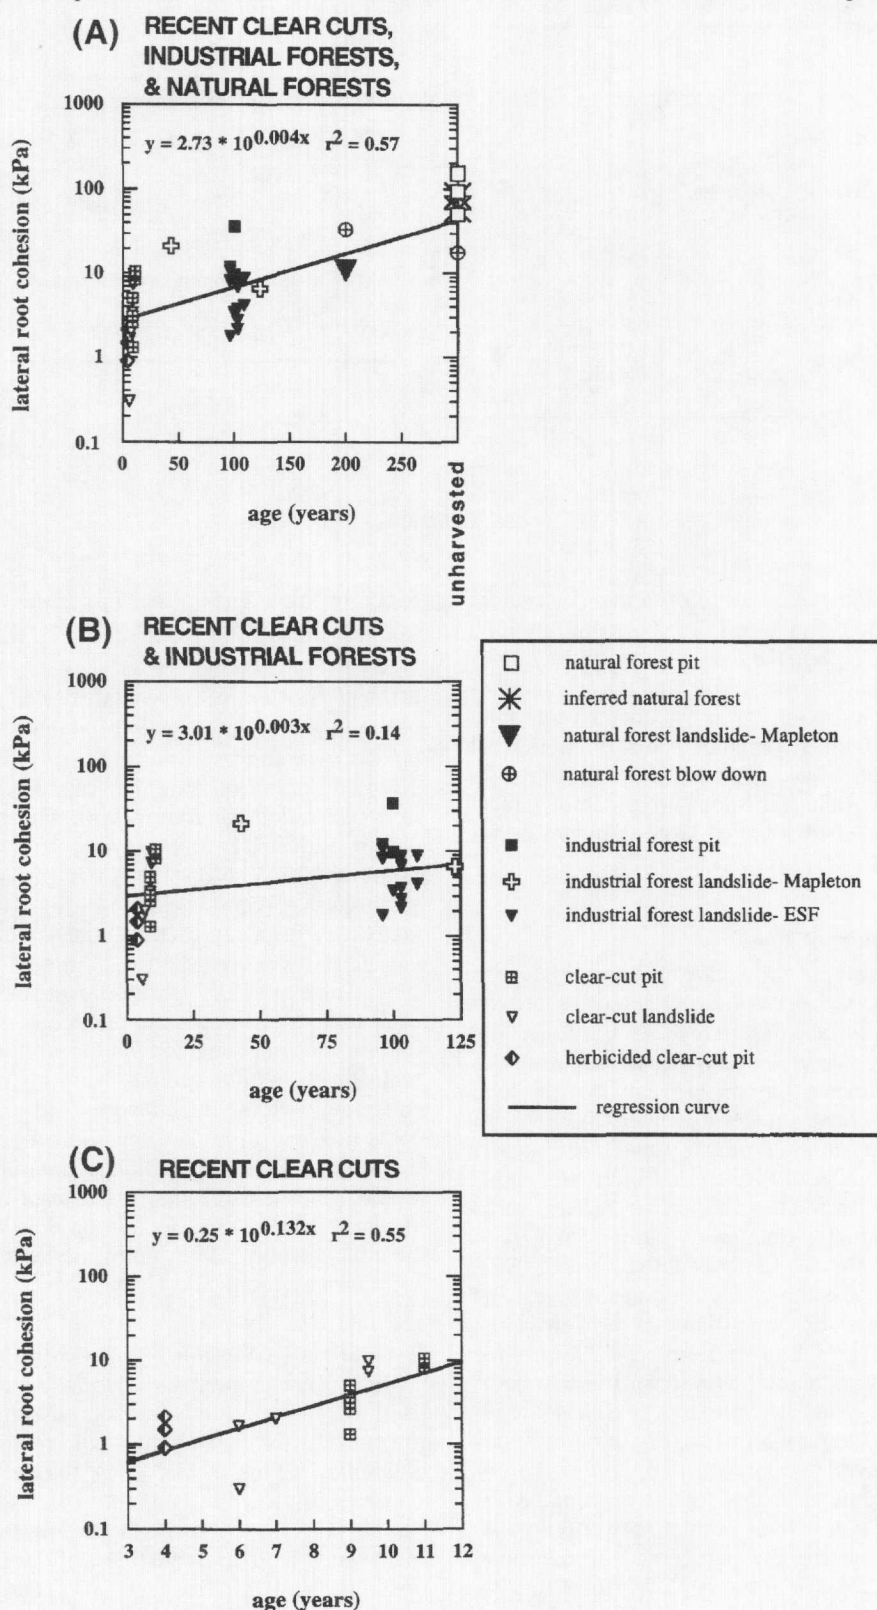 (A) RECENT CLEAR CUTS,
INDUSTRIAL FORESTS,
& NATURAL FORESTS
y = 2.73 * 10^0.004x r^2 = 0.57
lateral root cohesion (kPa)
1000
100
10
1
0.1
0 50 100 150 200 250 unharvested
age (years)
(B) RECENT CLEAR CUTS
& INDUSTRIAL FORESTS
y = 3.01 * 10^0.003x r^2 = 0.14
lateral root cohesion (kPa)
1000
100
10
1
0.1
0 25 50 75 100 125
age (years)
natural forest pit
inferred natural forest
natural forest landslide- Mapleton
natural forest blow down
industrial forest pit
industrial forest landslide- Mapleton
industrial forest landslide- ESF
clear-cut pit
clear-cut landslide
herbicided clear-cut pit
regression curve
(C) RECENT CLEAR CUTS
y = 0.25 * 10^0.132x r^2 = 0.55
lateral root cohesion (kPa)
1000
100
10
1
0.1
3 4 5 6 7 8 9 10 11 12
age (years)